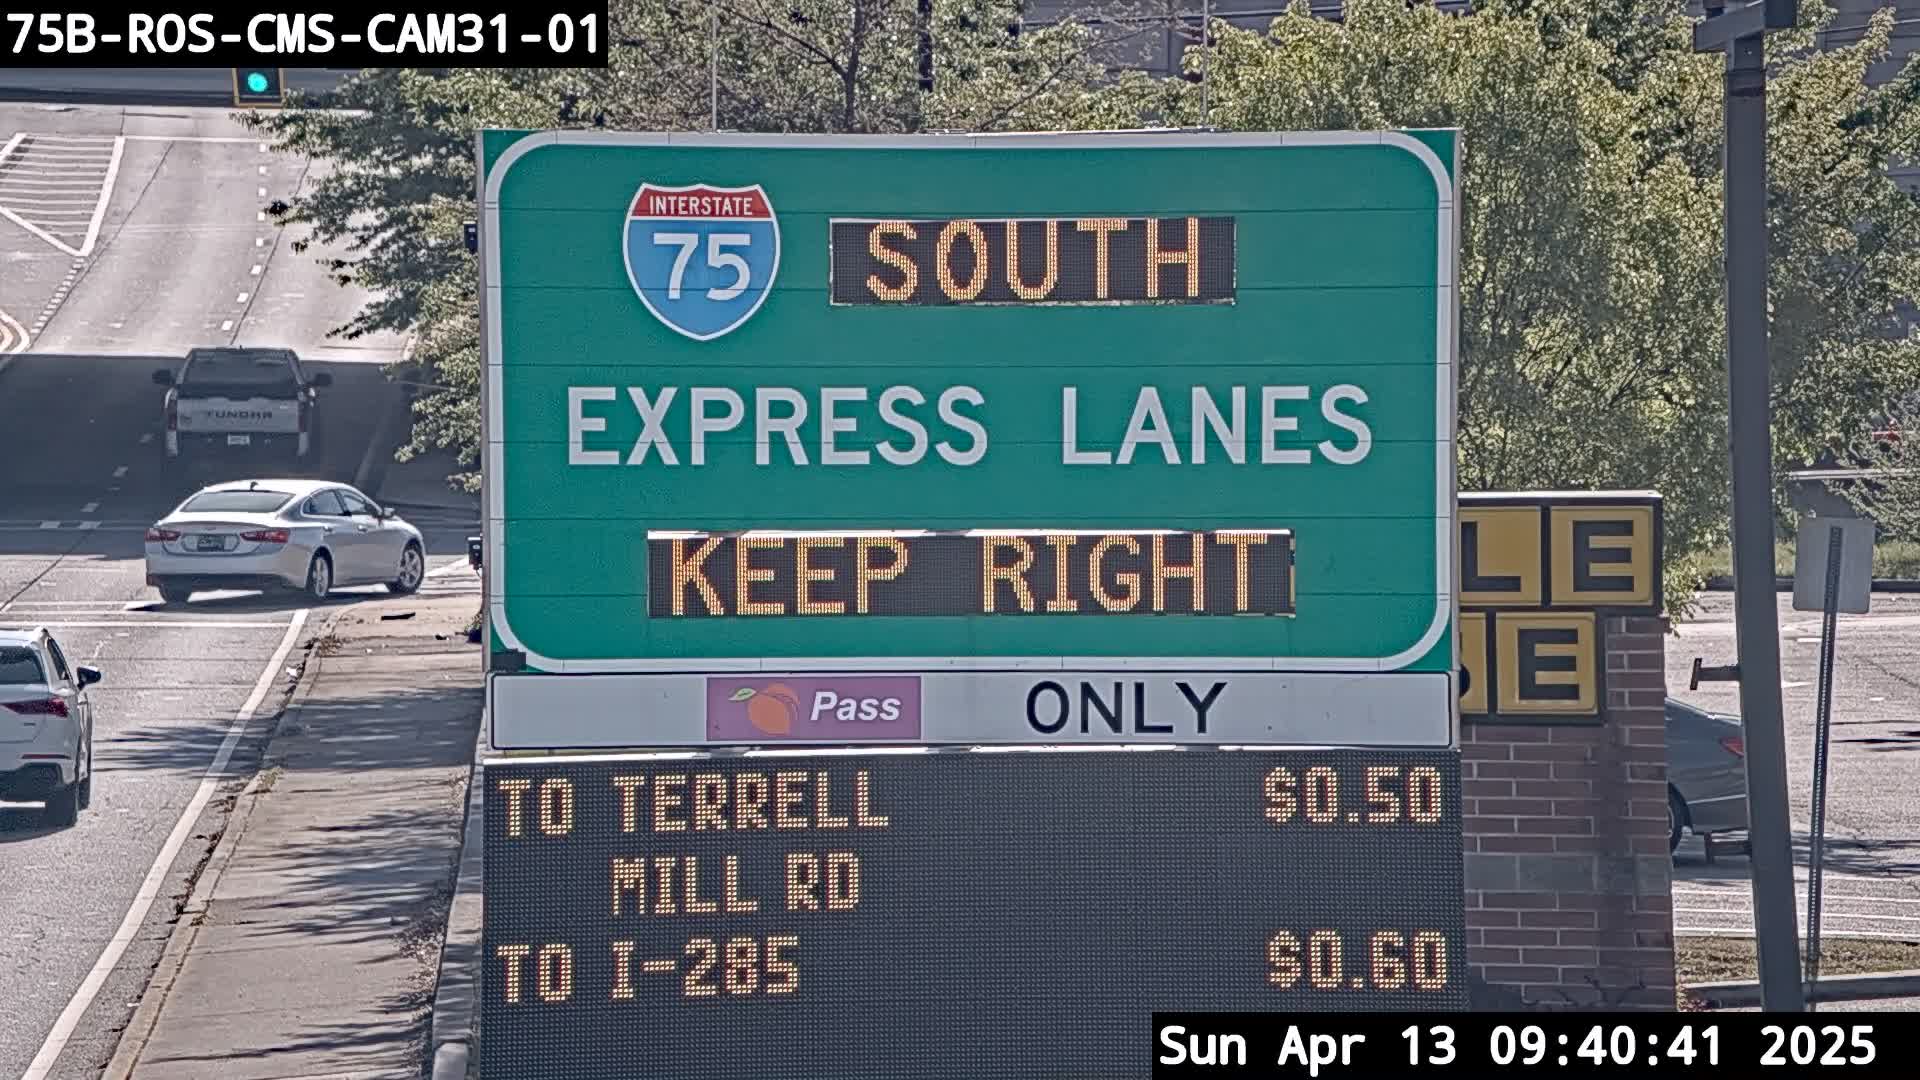 75B-ROS-CMS-CAM31-01
INTERSTATE
75
SOUTH
EXPRESS LANES
KEEP RIGHT
Pass ONLY
TO TERRELL $0.50
MILL RD
TO I-285 $0.60
TUNDRA
LE
E
Sun Apr 13 09:40:41 2025